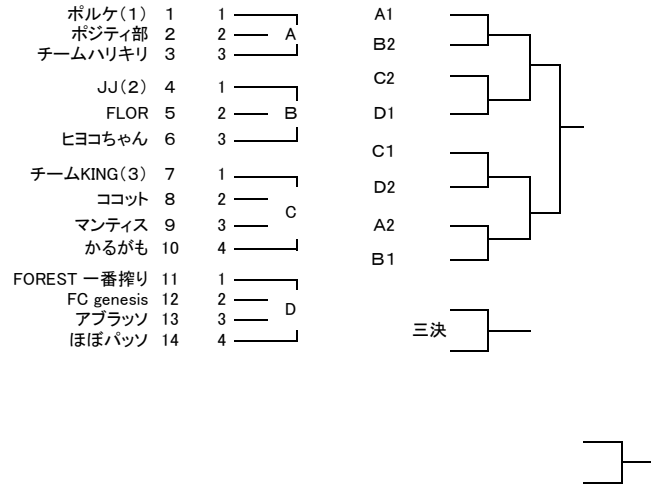 ポルケ(1) 1 1
ポジティ部 2 2 A
チームハリキリ 3 3
JJ(2) 4 1
FLOR 5 2 B
ヒヨコちゃん 6 3
チームKING(3) 7 1
ココット 8 2
C
マンティス 9 3
かるがも 10 4
FOREST 一番搾り 11 1
FC genesis 12 2
D
アブラッソ 13 3
ほぼパッソ 14 4
A1
B2
C2
D1
C1
D2
A2
B1
三決